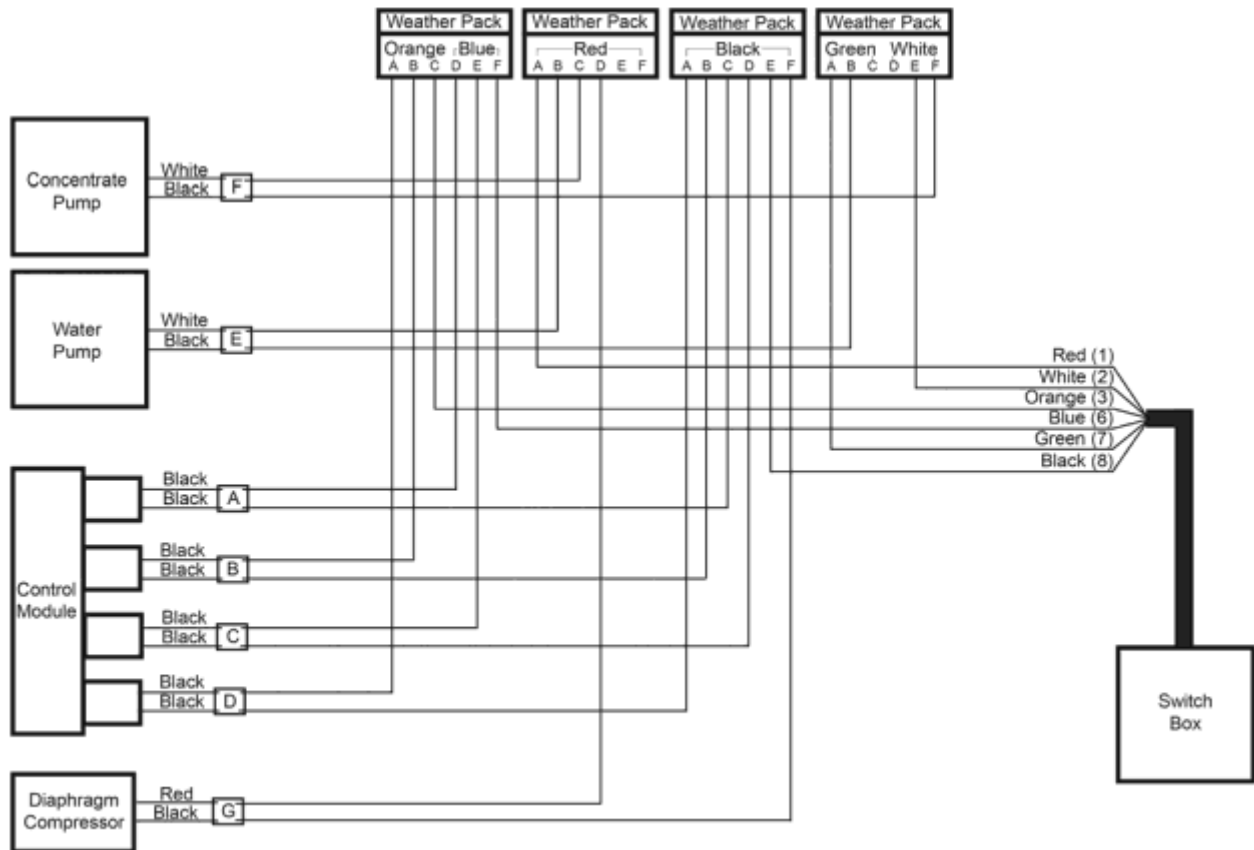 Weather Pack
Orange Blue
A B C D E F
Weather Pack
Red
A B C D E F
Weather Pack
Black
A B C D E F
Weather Pack
Green White
A B C D E F
Concentrate
Pump
White
Black
F
Water
Pump
White
Black
E
Red (1)
White (2)
Orange (3)
Blue (6)
Green (7)
Black (8)
Control
Module
Black
Black
A
Black
Black
B
Black
Black
C
Black
Black
D
Switch
Box
Diaphragm
Compressor
Red
Black
G